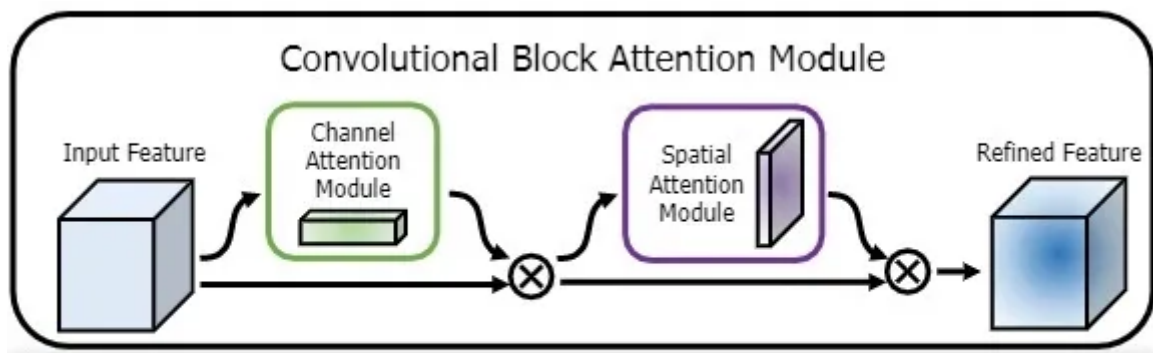 Convolutional Block Attention Module
Input Feature
Channel
Attention
Module
Spatial
Attention
Module
Refined Feature